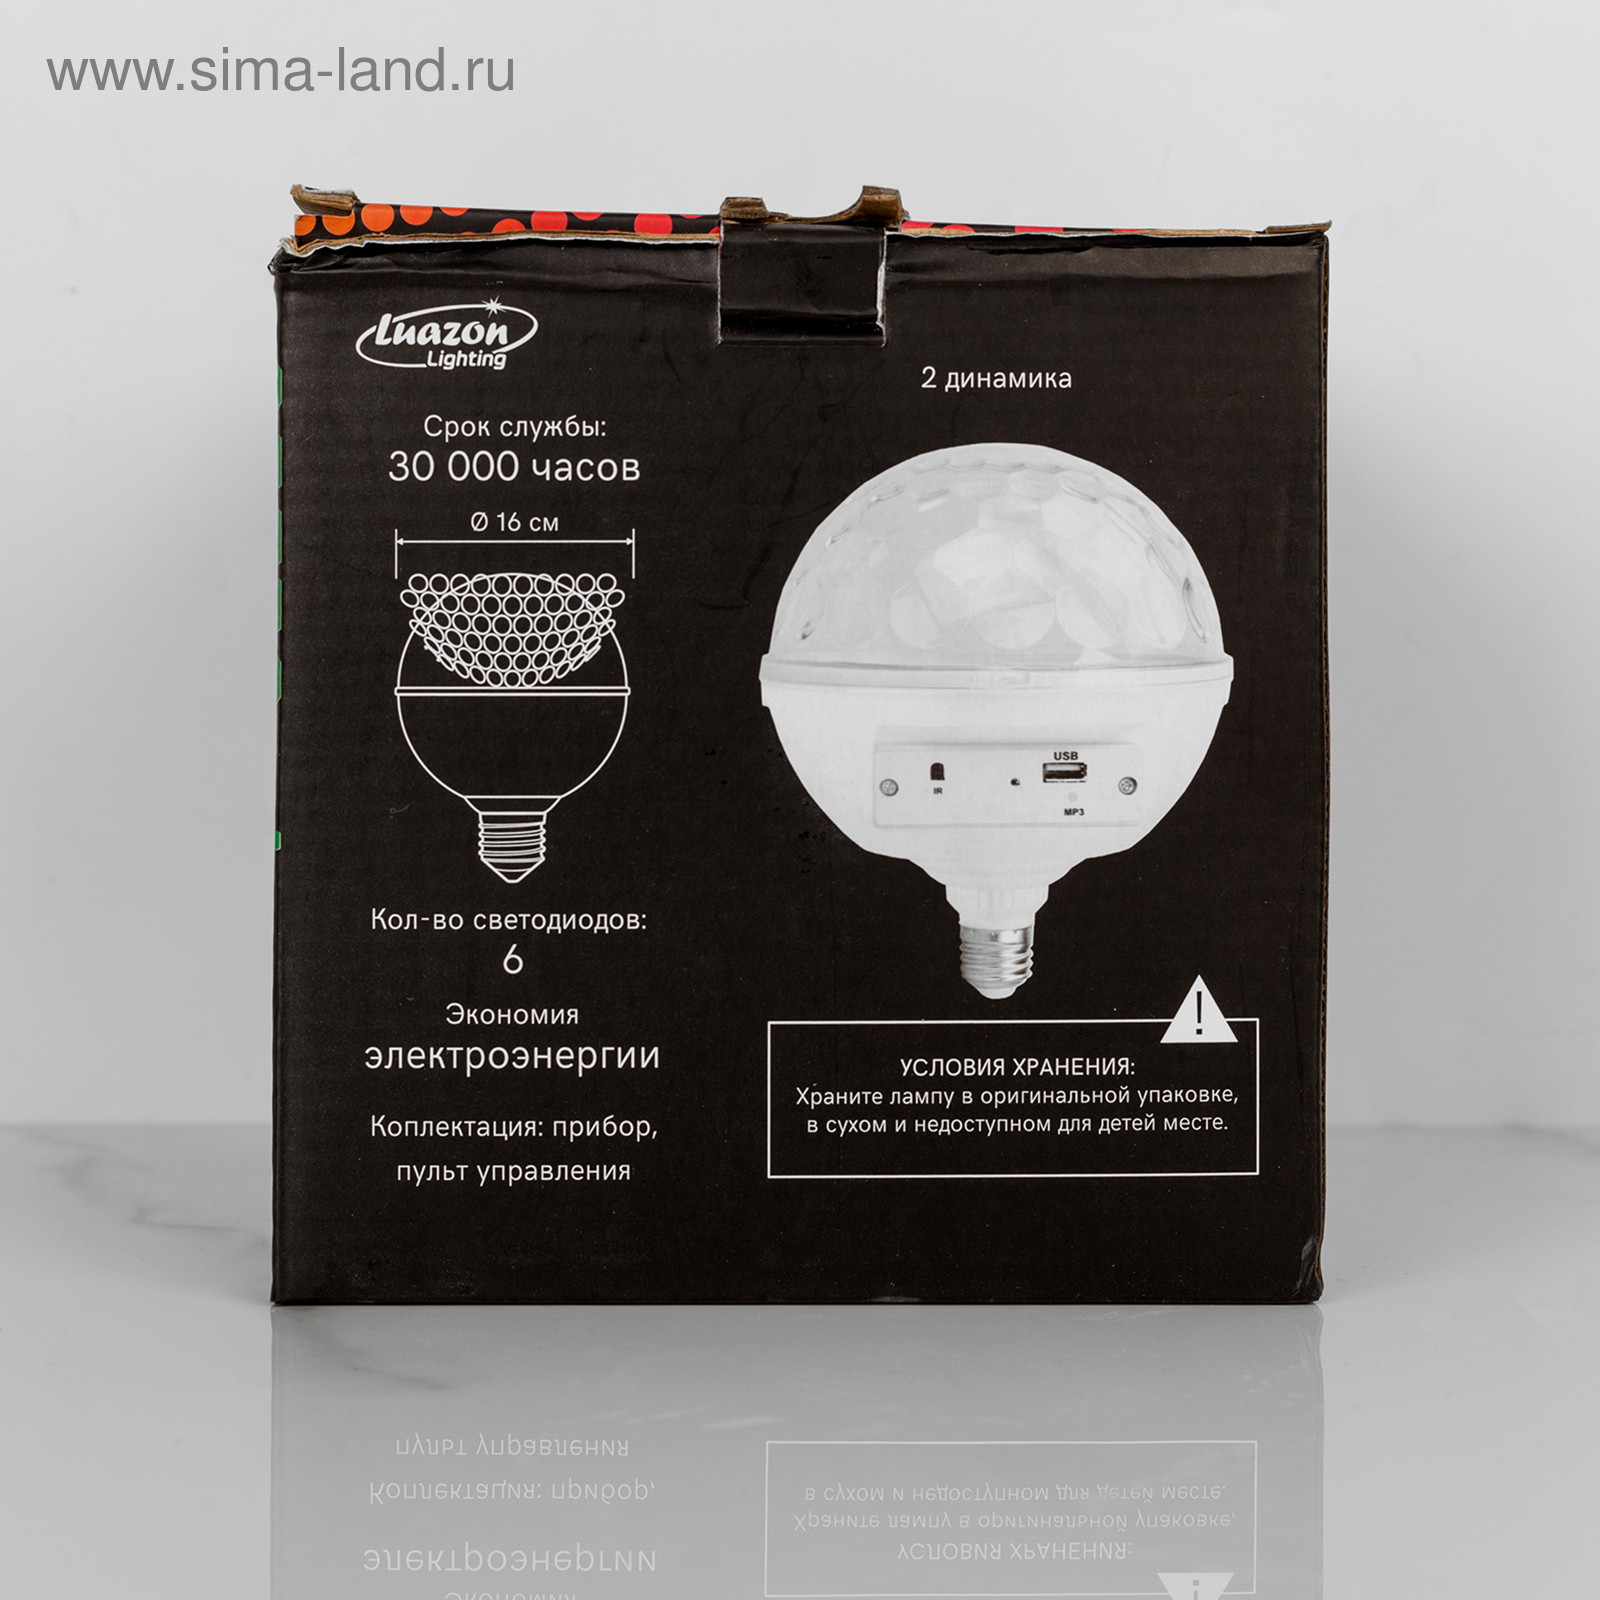 www.sima-land.ru
Luazon
Lighting
Срок службы:
30 000 часов
Ø 16 см
Кол-во светодиодов:
6
Экономия
электроэнергии
Коплектация: прибор,
пульт управления
2 динамика
USB
IR
MP3
!
УСЛОВИЯ ХРАНЕНИЯ:
Храните лампу в оригинальной упаковке,
в сухом и недоступном для детей месте.